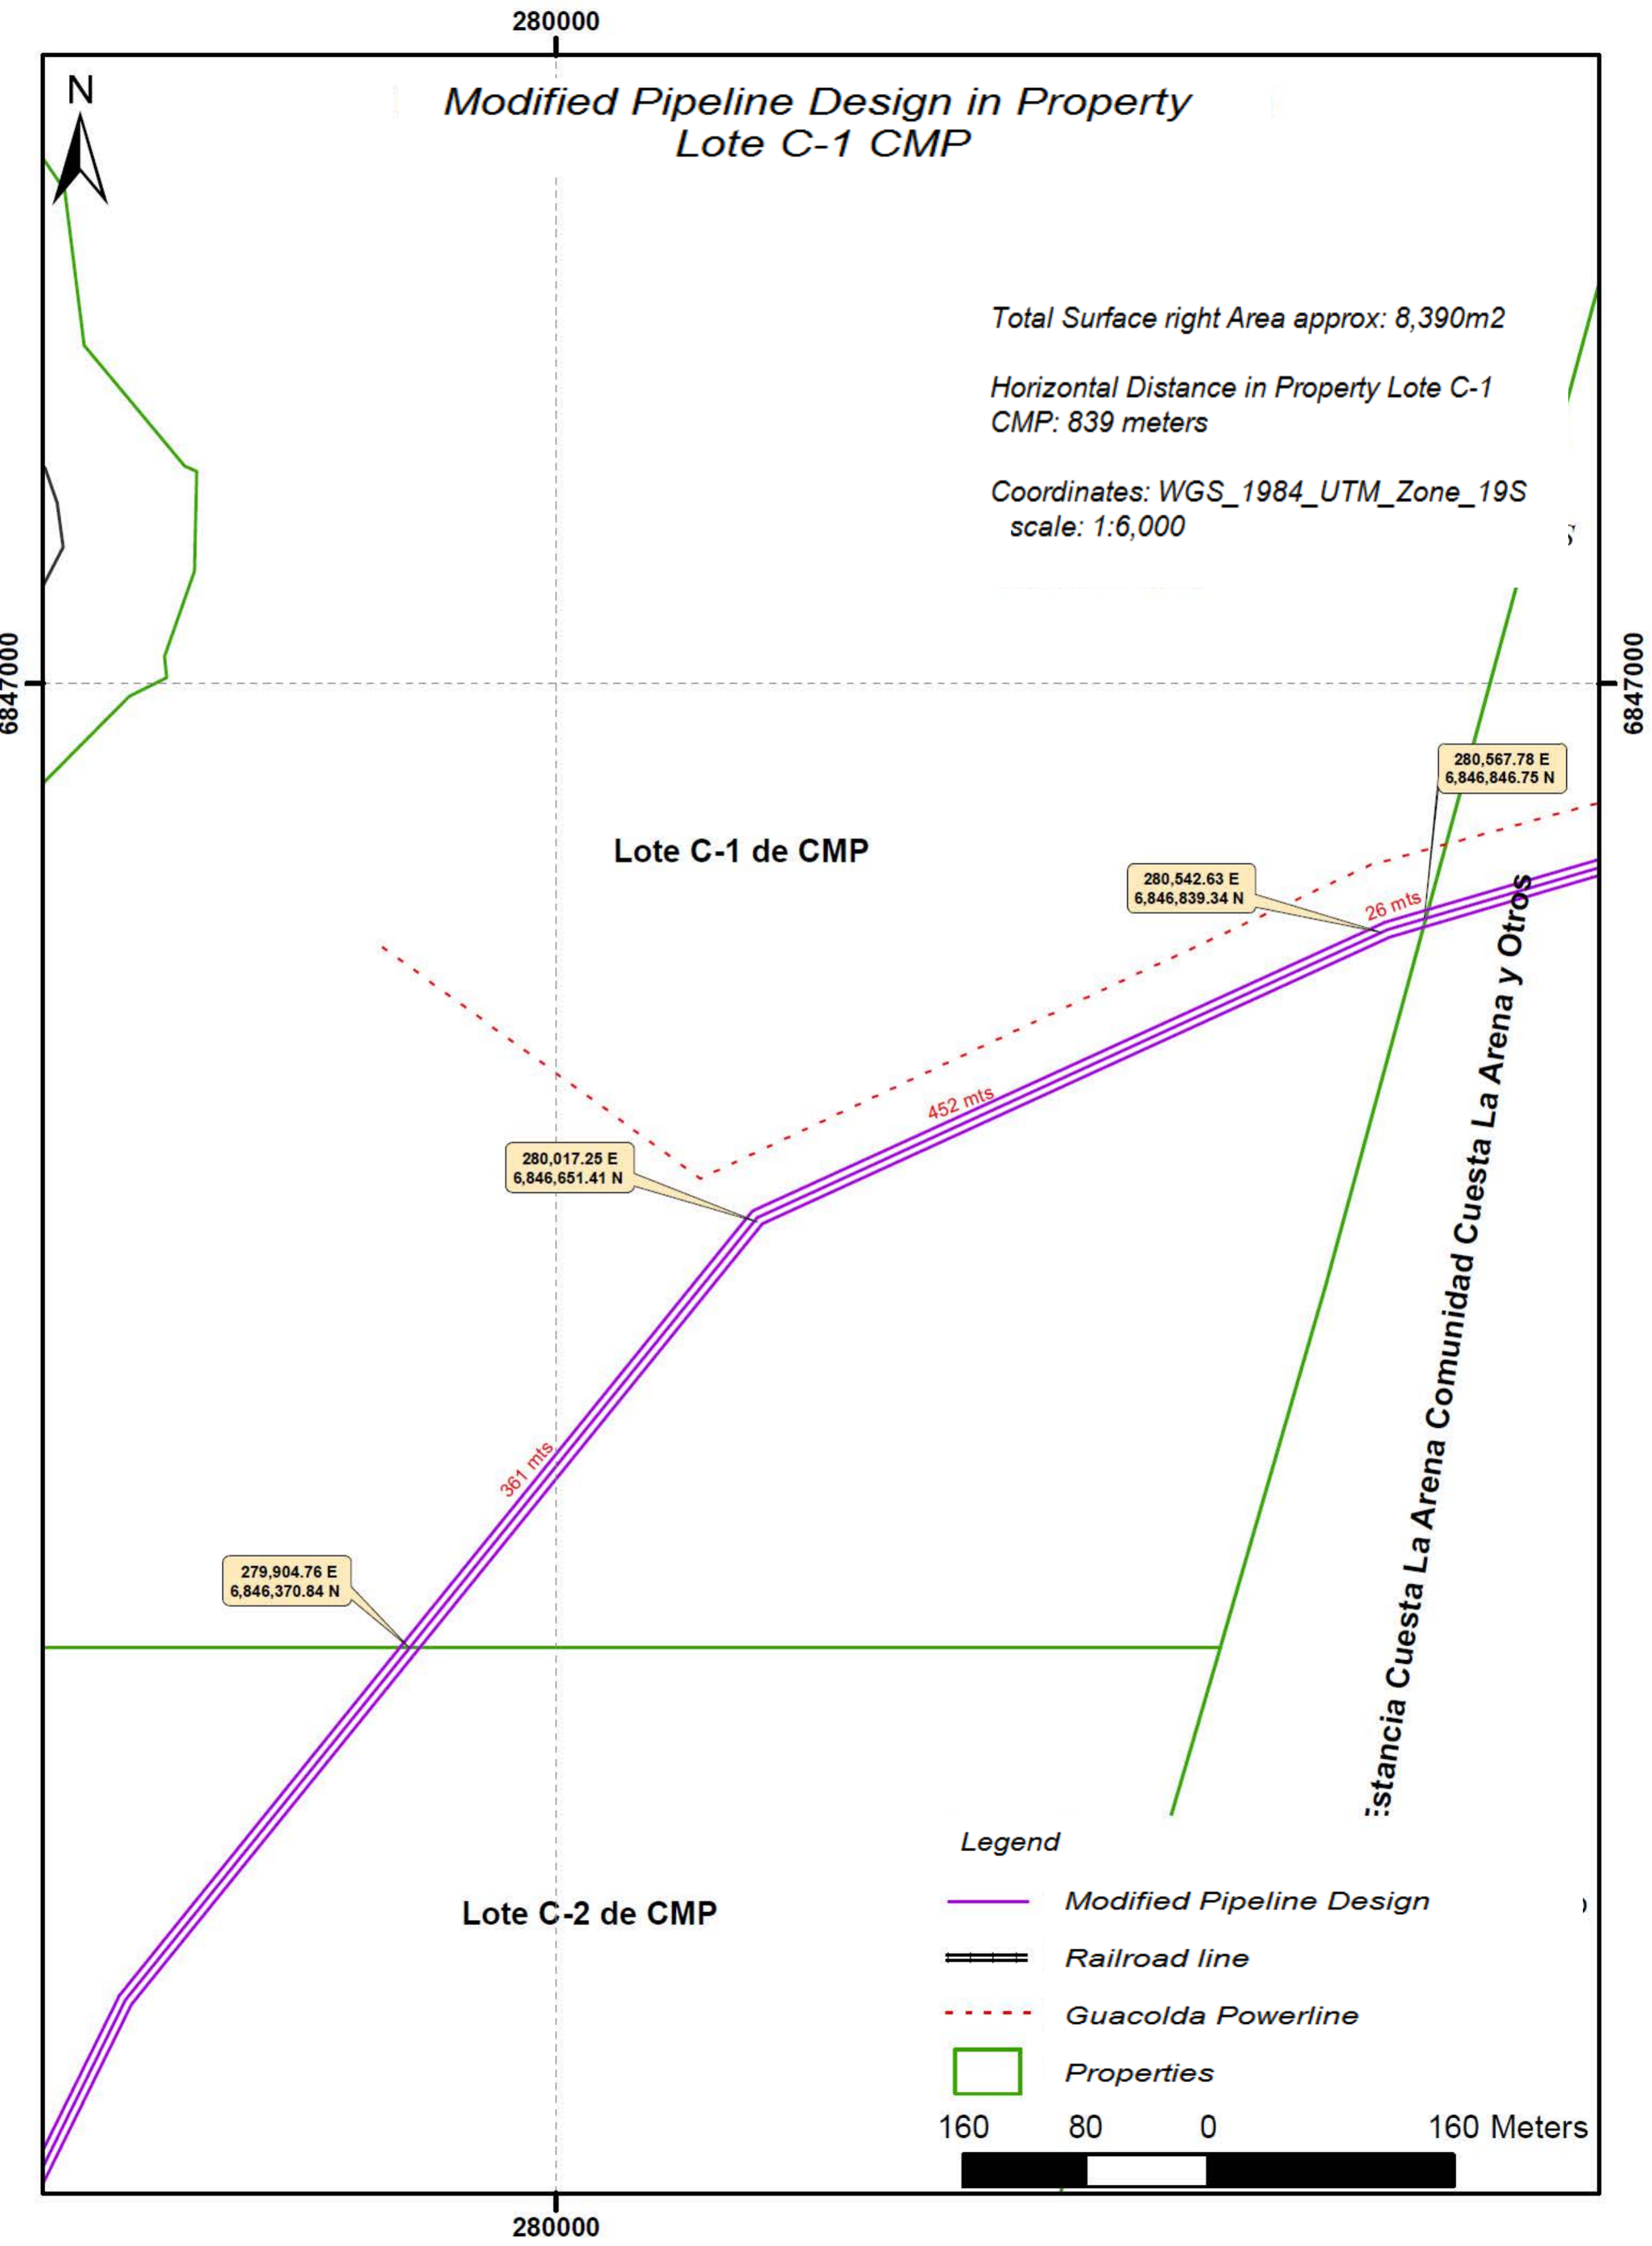 280000
N
Modified Pipeline Design in Property
Lote C-1 CMP
Total Surface right Area approx: 8,390m2
Horizontal Distance in Property Lote C-1
CMP: 839 meters
Coordinates: WGS_1984_UTM_Zone_19S
scale: 1:6,000
6847000
6847000
280,567.78 E
6,846,846.75 N
Lote C-1 de CMP
280,542.63 E
6,846,839.34 N
26 mts
452 mts
280,017.25 E
6,846,651.41 N
Estancia Cuesta La Arena Comunidad Cuesta La Arena y Otros
361 mts
279,904.76 E
6,846,370.84 N
Lote C-2 de CMP
Legend
Modified Pipeline Design
Railroad line
Guacolda Powerline
Properties
160 80 0 160 Meters
280000